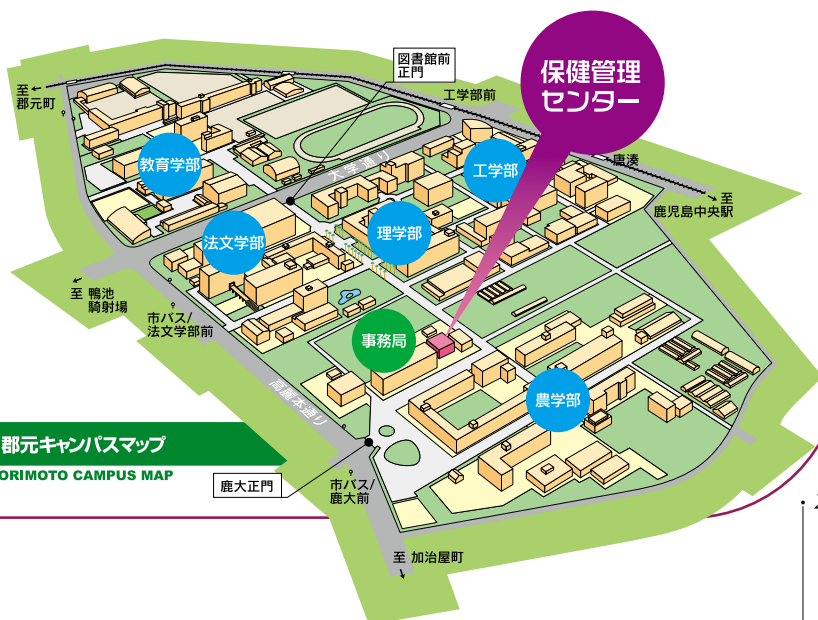 図書館前
正門
保健管理
センター
至
郡元町
工学部前
唐湊
教育学部
大学通り
工学部
至
鹿児島中央駅
法文学部
理学部
至 鴨池
騎射場
市バス/
法文学部前
事務局
高麗本通り
農学部
郡元キャンパスマップ
ORIMOTO CAMPUS MAP
鹿大正門
市バス/
鹿大前
至 加治屋町